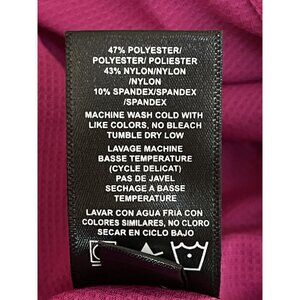 47% POLYESTER/
POLYESTER/ POLIESTER
43% NYLON/NYLON
/NYLON
10% SPANDEX/SPANDEX
/SPANDEX
MACHINE WASH COLD WITH
LIKE COLORS, NO BLEACH
TUMBLE DRY LOW
LAVAGE MACHINE
BASSE TEMPERATURE
(CYCLE DELICAT)
PAS DE JAVEL
SECHAGE A BASSE
TEMPERATURE
LAVAR CON AGUA FRIA CON
COLORES SIMILARES, NO CLORO
SECAR EN CICLO BAJO